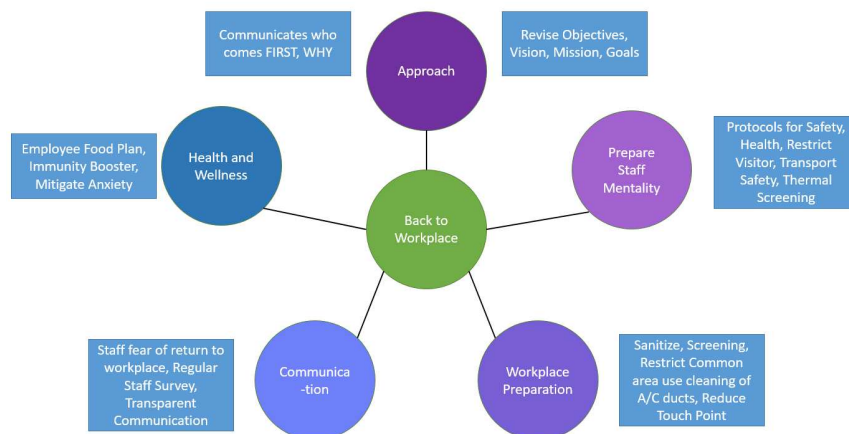 Communicates who
comes FIRST, WHY
Approach
Revise Objectives,
Vision, Mission, Goals
Employee Food Plan,
Immunity Booster,
Mitigate Anxiety
Health and
Wellness
Prepare
Staff
Mentality
Protocols for Safety,
Health, Restrict
Visitor, Transport
Safety, Thermal
Screening
Back to
Workplace
Staff fear of return to
workplace, Regular
Staff Survey,
Transparent
Communication
Communica
-tion
Workplace
Preparation
Sanitize, Screening,
Restrict Common
area use cleaning of
A/C ducts, Reduce
Touch Point